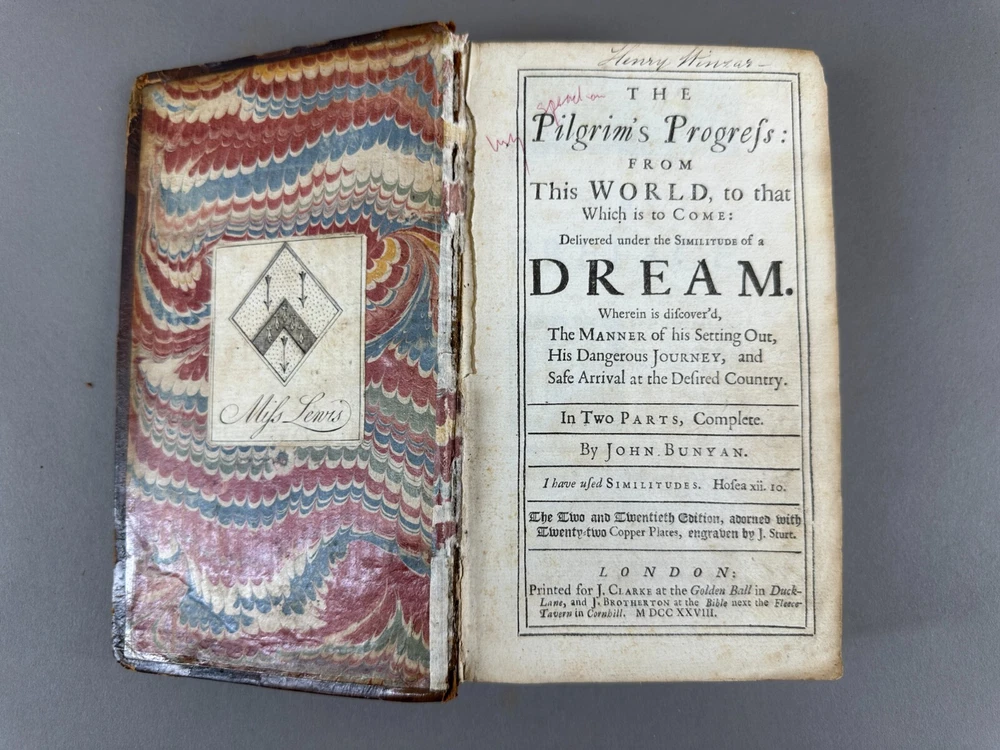 Miſs Lewis
Henry Winzar
THE
Pilgrim's Progreſs:
FROM
This WORLD, to that
Which is to COME:
Delivered under the SIMILITUDE of a
DREAM.
Wherein is diſcover'd,
The MANNER of his Setting Out,
His Dangerous JOURNEY, and
Safe Arrival at the Deſired Country.
In Two PARTS, Complete.
By JOHN BUNYAN.
I have uſed SIMILITUDES. Hoſea xii. 10.
The Two and Twentieth Edition, adorned with
Twenty-two Copper Plates, engraven by J. Sturt.
LONDON:
Printed for J. CLARKE at the Golden Ball in Duck-
Lane, and J. BROTHERTON at the Bible next the Fleece-
Tavern in Cornhill. M DCC XXVIII.